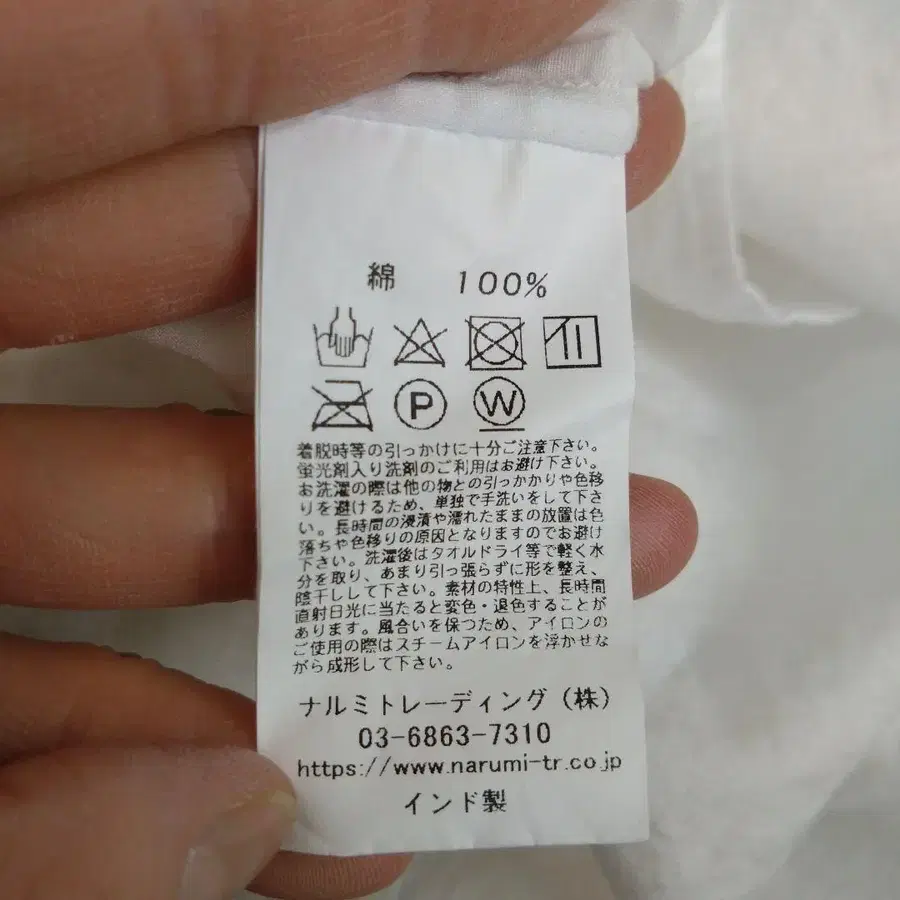 綿 100%
P W
着脱時等の引っかけに十分ご注意下さい。
蛍光剤入り洗剤のご利用はお避け下さい。
お洗濯の際は他の物との引っかかりや色移
りを避けるため、単独で手洗いをして下さ
い。長時間の浸漬や濡れたままの放置は色
落ちや色移りの原因となりますのでお避け
下さい。洗濯後はタオルドライ等で軽く水
分を取り、あまり引っ張らずに形を整え、
陰干しして下さい。素材の特性上、長時間
直射日光に当たると変色・退色することが
あります。風合いを保つため、アイロンの
ご使用の際はスチームアイロンを浮かせな
がら成形して下さい。
ナルミトレーディング（株）
03-6863-7310
https://www.narumi-tr.co.jp
インド製